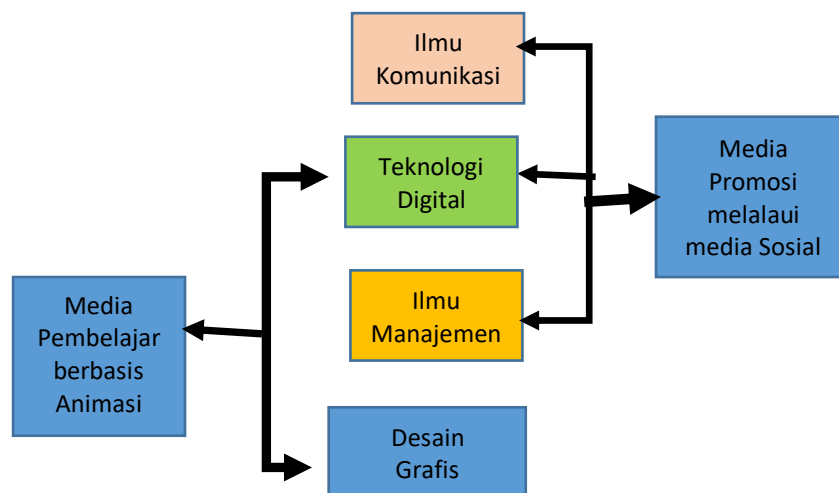 Ilmu
Komunikasi
Teknologi
Digital
Media
Promosi
melalaui
media Sosial
Media
Pembelajar
berbasis
Animasi
Ilmu
Manajemen
Desain
Grafis